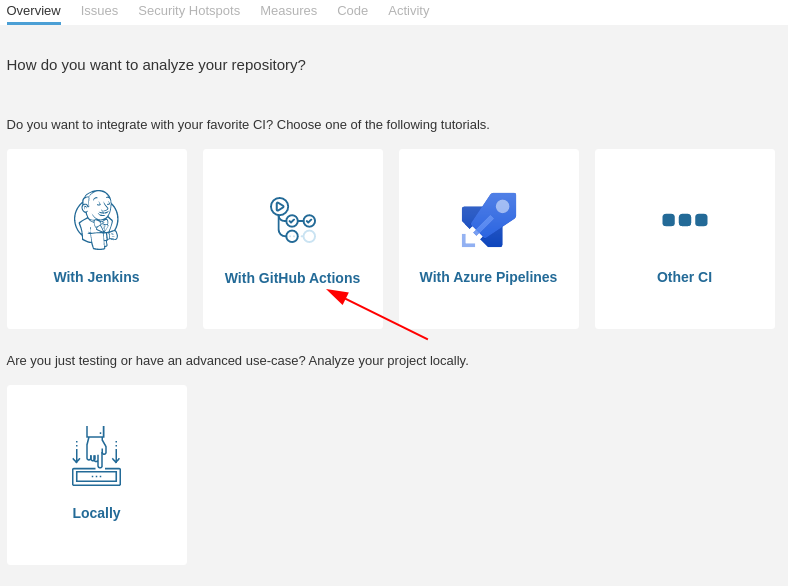 Overview Issues Security Hotspots Measures Code Activity
How do you want to analyze your repository?
Do you want to integrate with your favorite CI? Choose one of the following tutorials.
With Jenkins With GitHub Actions With Azure Pipelines Other CI
Are you just testing or have an advanced use-case? Analyze your project locally.
Locally